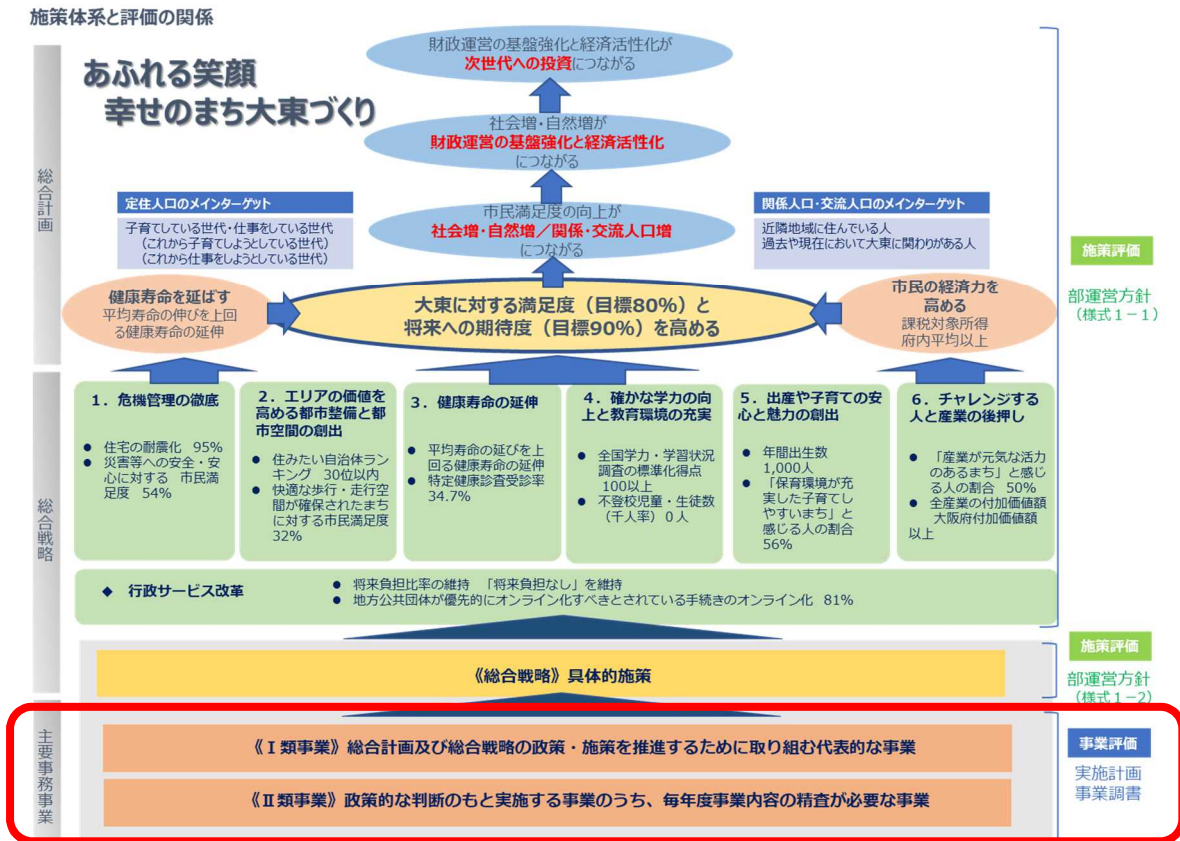 施策体系と評価の関係
総合計画
あふれる笑顔
幸せのまち大東づくり
財政運営の基盤強化と経済活性化が
次世代への投資につながる
社会増・自然増が
財政運営の基盤強化と経済活性化
につながる
定住人口のメインターゲット
子育てしている世代・仕事をしている世代
（これから子育てしようとしている世代）
（これから仕事をしようとしている世代）
市民満足度の向上が
社会増・自然増／関係・交流人口増
につながる
関係人口・交流人口のメインターゲット
近隣地域に住んでいる人
過去や現在において大東に関わりがある人
健康寿命を延ばす
平均寿命の伸びを上回
る健康寿命の延伸
大東に対する満足度（目標80%）と
将来への期待度（目標90%）を高める
市民の経済力を
高める
課税対象所得
府内平均以上
施策評価
部運営方針
（様式１－１）
総合戦略
１．危機管理の徹底
● 住宅の耐震化 95%
● 災害等への安全・安
心に対する 市民満
足度 54%
２．エリアの価値を
高める都市整備と都
市空間の創出
● 住みたい自治体ラン
キング 30位以内
● 快適な歩行・走行空
間が確保されたまち
に対する市民満足度
32%
３．健康寿命の延伸
● 平均寿命の延びを上
回る健康寿命の延伸
● 特定健康診査受診率
34.7%
４．確かな学力の向
上と教育環境の充実
● 全国学力・学習状況
調査の標準化得点
100以上
● 不登校児童・生徒数
（千人率）０人
５．出産や子育ての安
心と魅力の創出
● 年間出生数
1,000人
● 「保育環境が充
実した子育てし
やすいまち」と
感じる人の割合
56%
６．チャレンジする
人と産業の後押し
● 「産業が元気な活力
のあるまち」と感じ
る人の割合 50%
● 全産業の付加価値額
大阪府付加価値額
以上
◆ 行政サービス改革
● 将来負担比率の維持 「将来負担なし」を維持
● 地方公共団体が優先的にオンライン化すべきとされている手続きのオンライン化 81%
《総合戦略》具体的施策
施策評価
部運営方針
（様式１－２）
主要事務事業
《Ⅰ類事業》総合計画及び総合戦略の政策・施策を推進するために取り組む代表的な事業
《Ⅱ類事業》政策的な判断のもと実施する事業のうち、毎年度事業内容の精査が必要な事業
事業評価
実施計画
事業調書